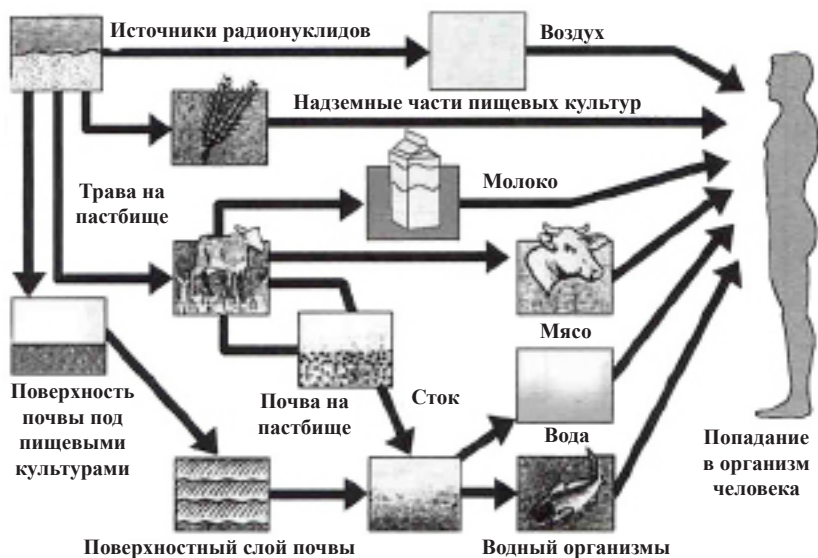 Источники радионуклидов
Воздух
Надземные части пищевых культур
Трава на
пастбище
Молоко
Мясо
Поверхность
почвы под
пищевыми
культурами
Почва на
пастбище
Сток
Вода
Попадание
в организм
человека
Поверхностный слой почвы
Водный организмы